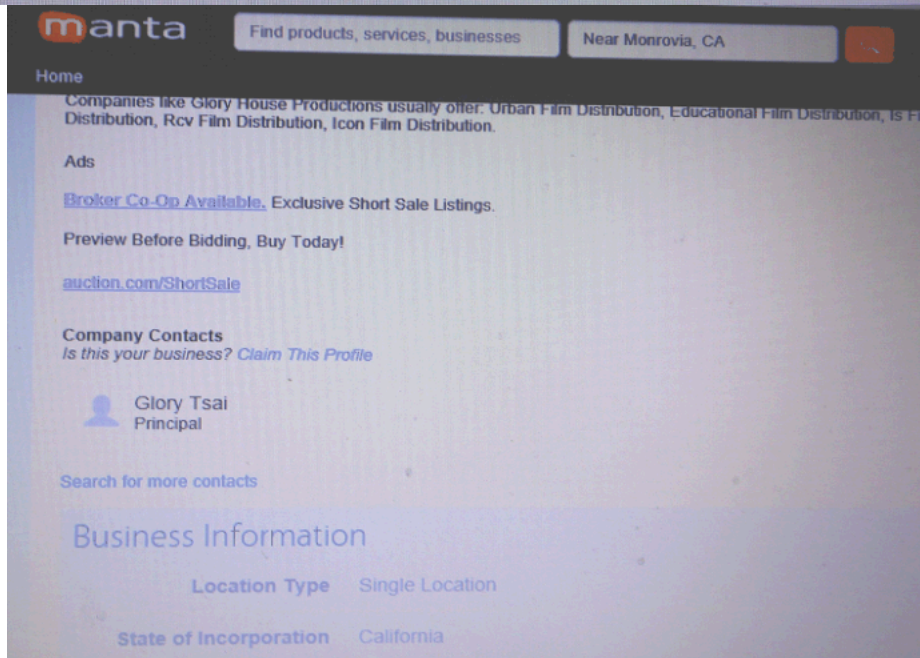 manta
Find products, services, businesses
Near Monrovia, CA
Home
Companies like Glory House Productions usually offer: Urban Film Distribution, Educational Film Distribution, Is
Distribution, Rcv Film Distribution, Icon Film Distribution.
Ads
Broker Co-Op Available. Exclusive Short Sale Listings.
Preview Before Bidding, Buy Today!
auction.com/ShortSale
Company Contacts
Is this your business? Claim This Profile
Glory Tsai
Principal
Search for more contacts
Business Information
Location Type Single Location
State of Incorporation California